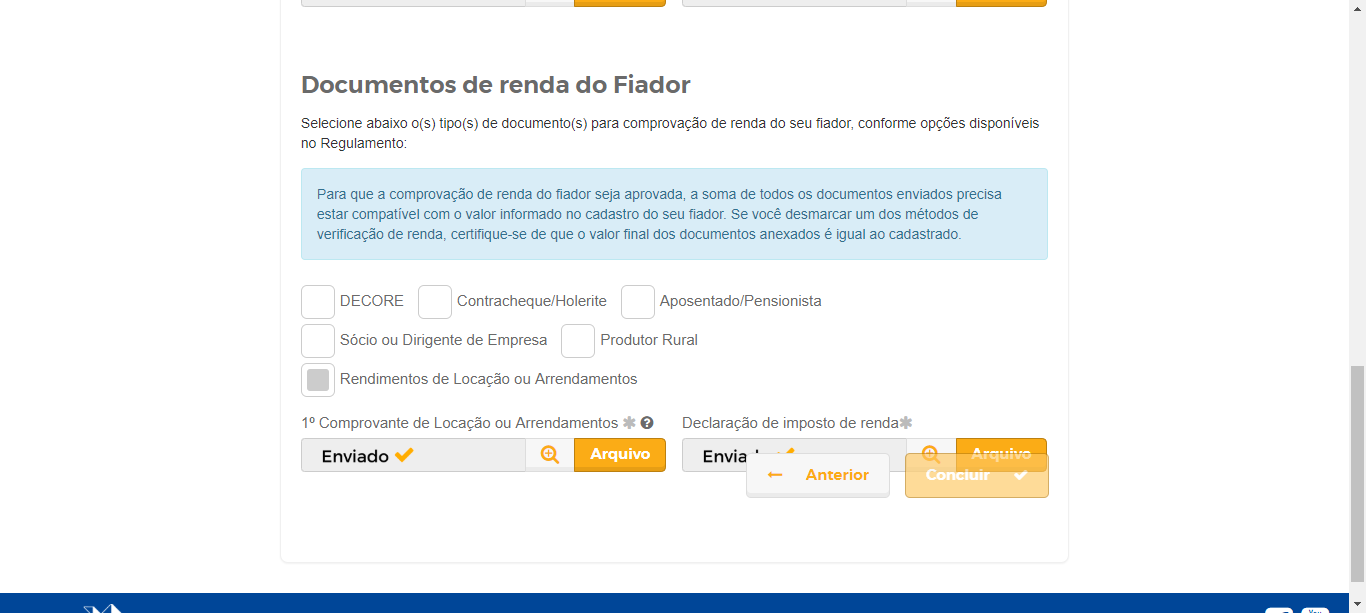 Documentos de renda do Fiador
Selecione abaixo o(s) tipo(s) de documento(s) para comprovação de renda do seu fiador, conforme opções disponíveis
no Regulamento:
Para que a comprovação de renda do fiador seja aprovada, a soma de todos os documentos enviados precisa
estar compatível com o valor informado no cadastro do seu fiador. Se você desmarcar um dos métodos de
verificação de renda, certifique-se de que o valor final dos documentos anexados é igual ao cadastrado.
DECORE Contracheque/Holerite Aposentado/Pensionista
Sócio ou Dirigente de Empresa Produtor Rural
Rendimentos de Locação ou Arrendamentos
1º Comprovante de Locação ou Arrendamentos Declaração de imposto de renda
Enviado Arquivo Enviado Arquivo
Anterior Concluir
You